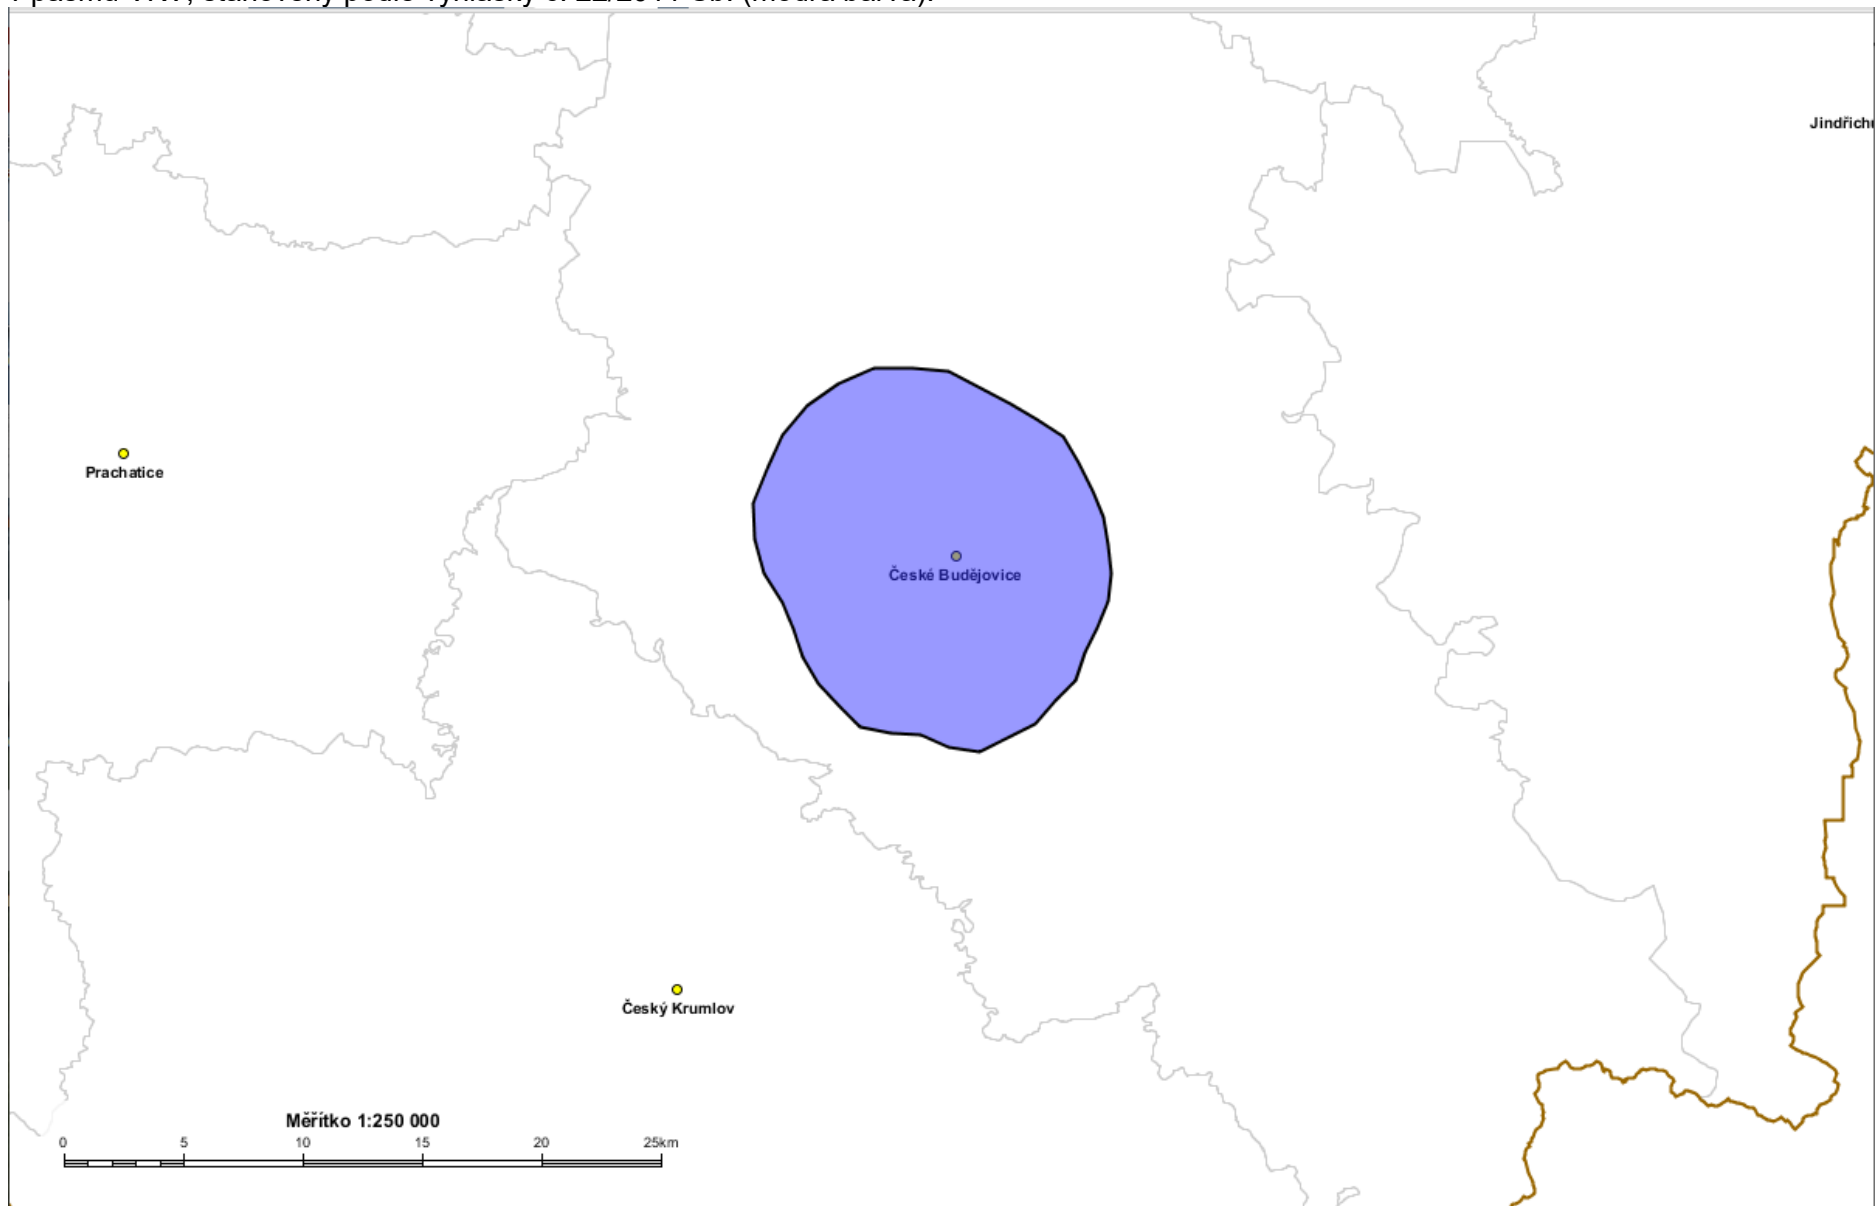 Jindřich
Prachatice
České Budějovice
Český Krumlov
Měřítko 1:250 000
0 5 10 15 20 25km